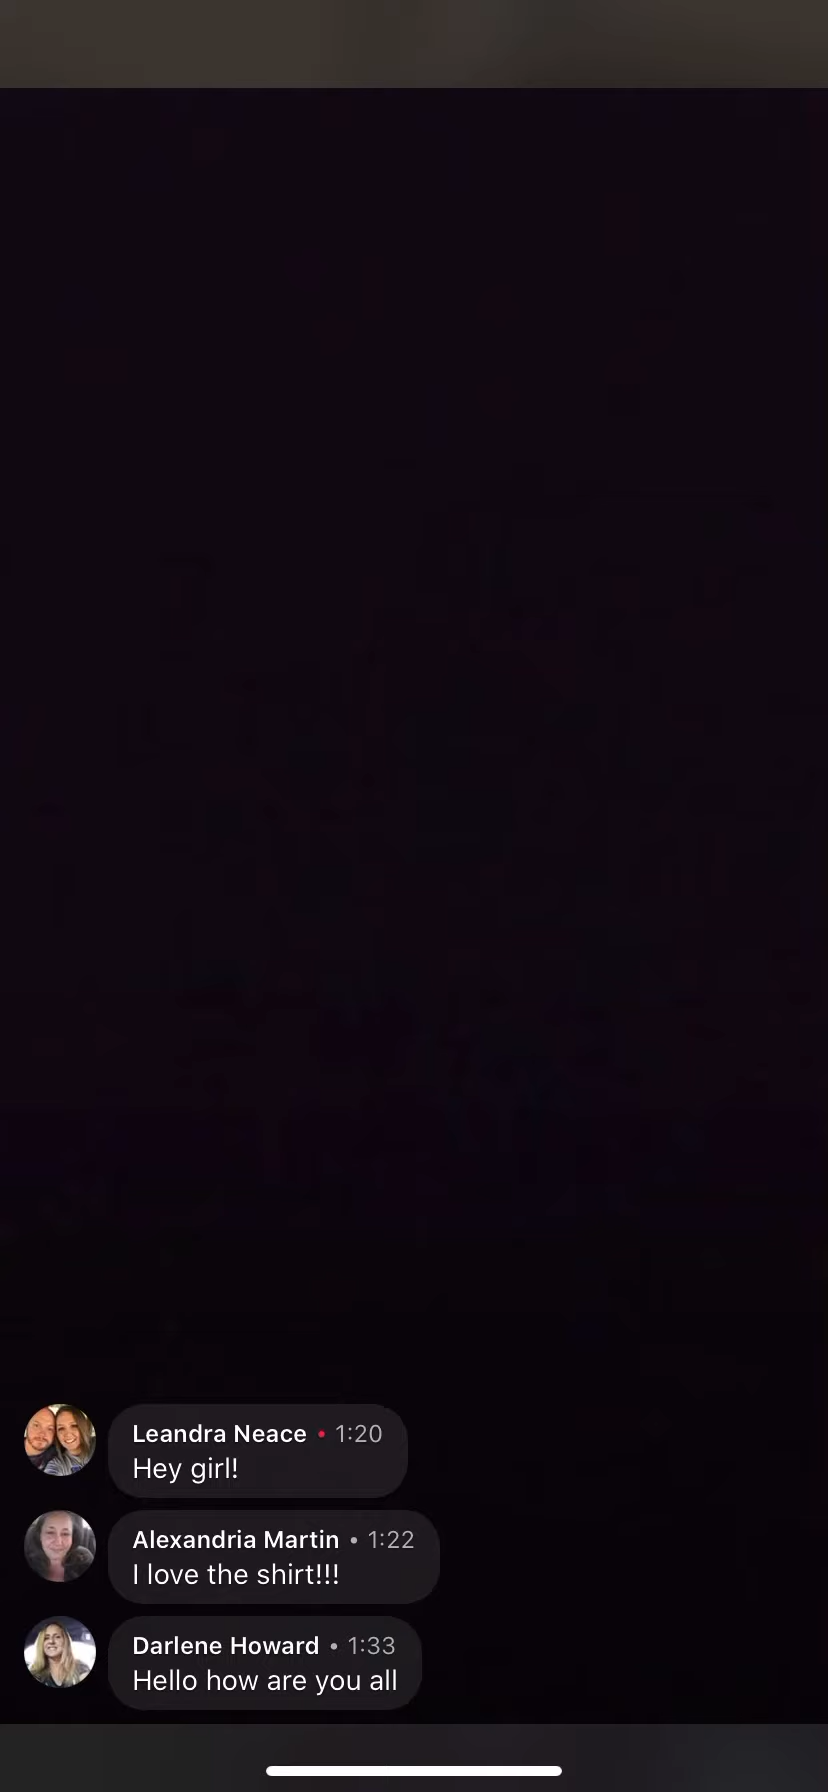 Leandra Neace • 1:20
Hey girl!
Alexandria Martin • 1:22
I love the shirt!!!
Darlene Howard • 1:33
Hello how are you all